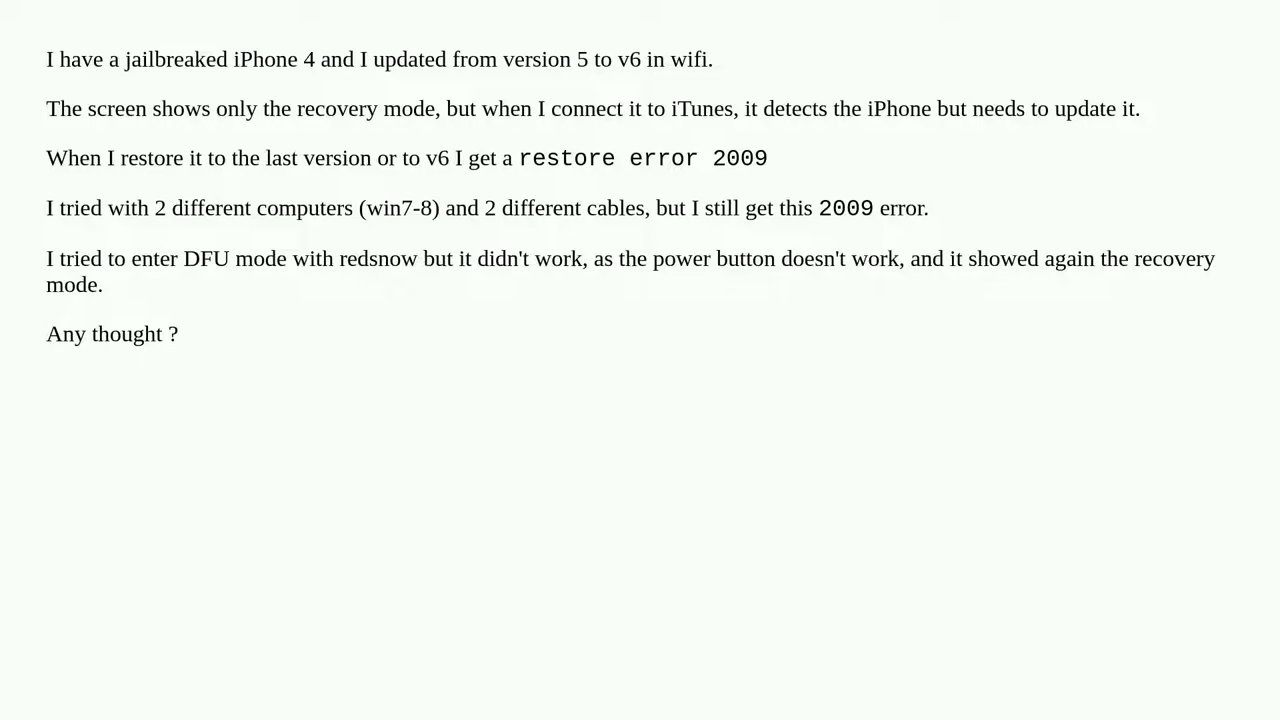 I have a jailbreaked iPhone 4 and I updated from version 5 to v6 in wifi.
The screen shows only the recovery mode, but when I connect it to iTunes, it detects the iPhone but needs to update it.
When I restore it to the last version or to v6 I get a restore error 2009
I tried with 2 different computers (win7-8) and 2 different cables, but I still get this 2009 error.
I tried to enter DFU mode with redsnow but it didn't work, as the power button doesn't work, and it showed again the recovery
mode.
Any thought ?